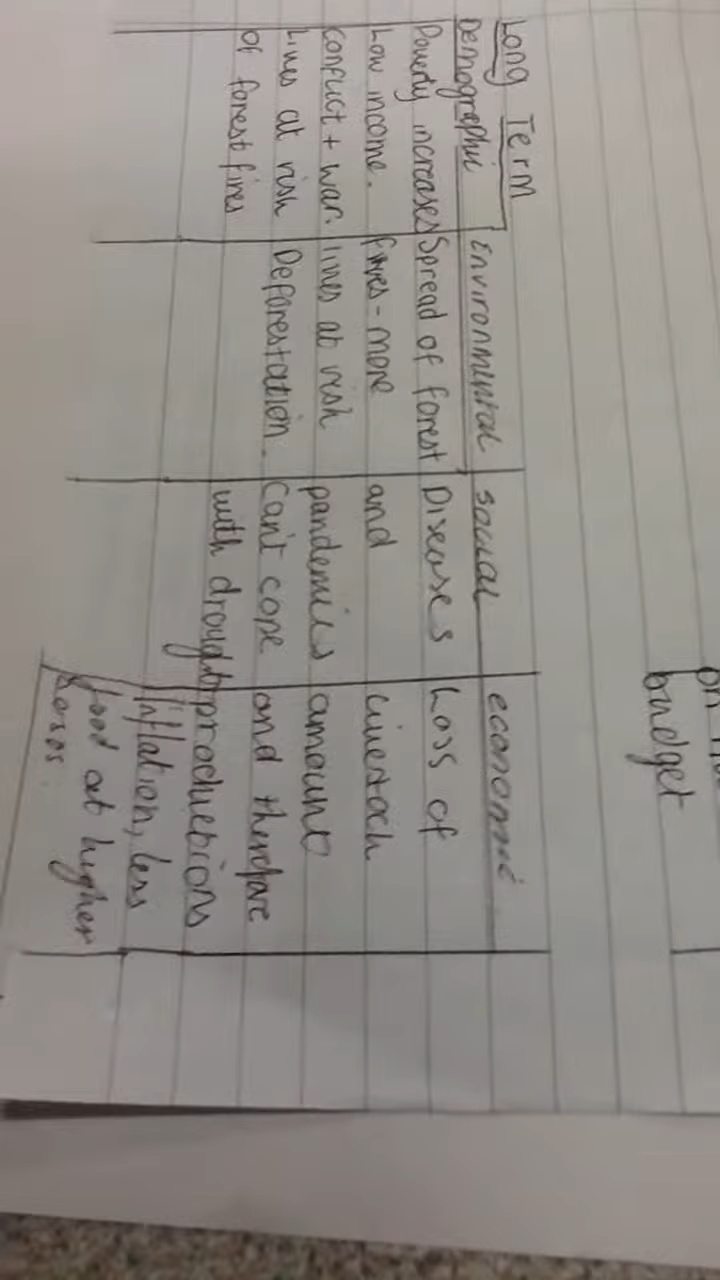 budget
Long Term
Demographic Environmental social economic
Poverty increases Spread of forest Diseases Loss of
Low income. fires - more and livestock
conflict + war. lives at risk pandemics amount
Lives at risk Deforestation. Can't cope and therefore
of forest fires with drought productions
inflation, less
food at higher